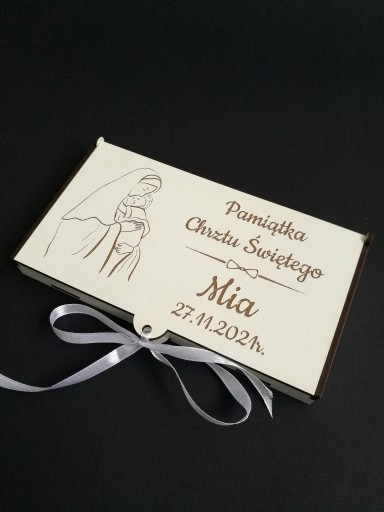 Pamiątka
Chrztu Świętego
Mia
27.11.2021r.